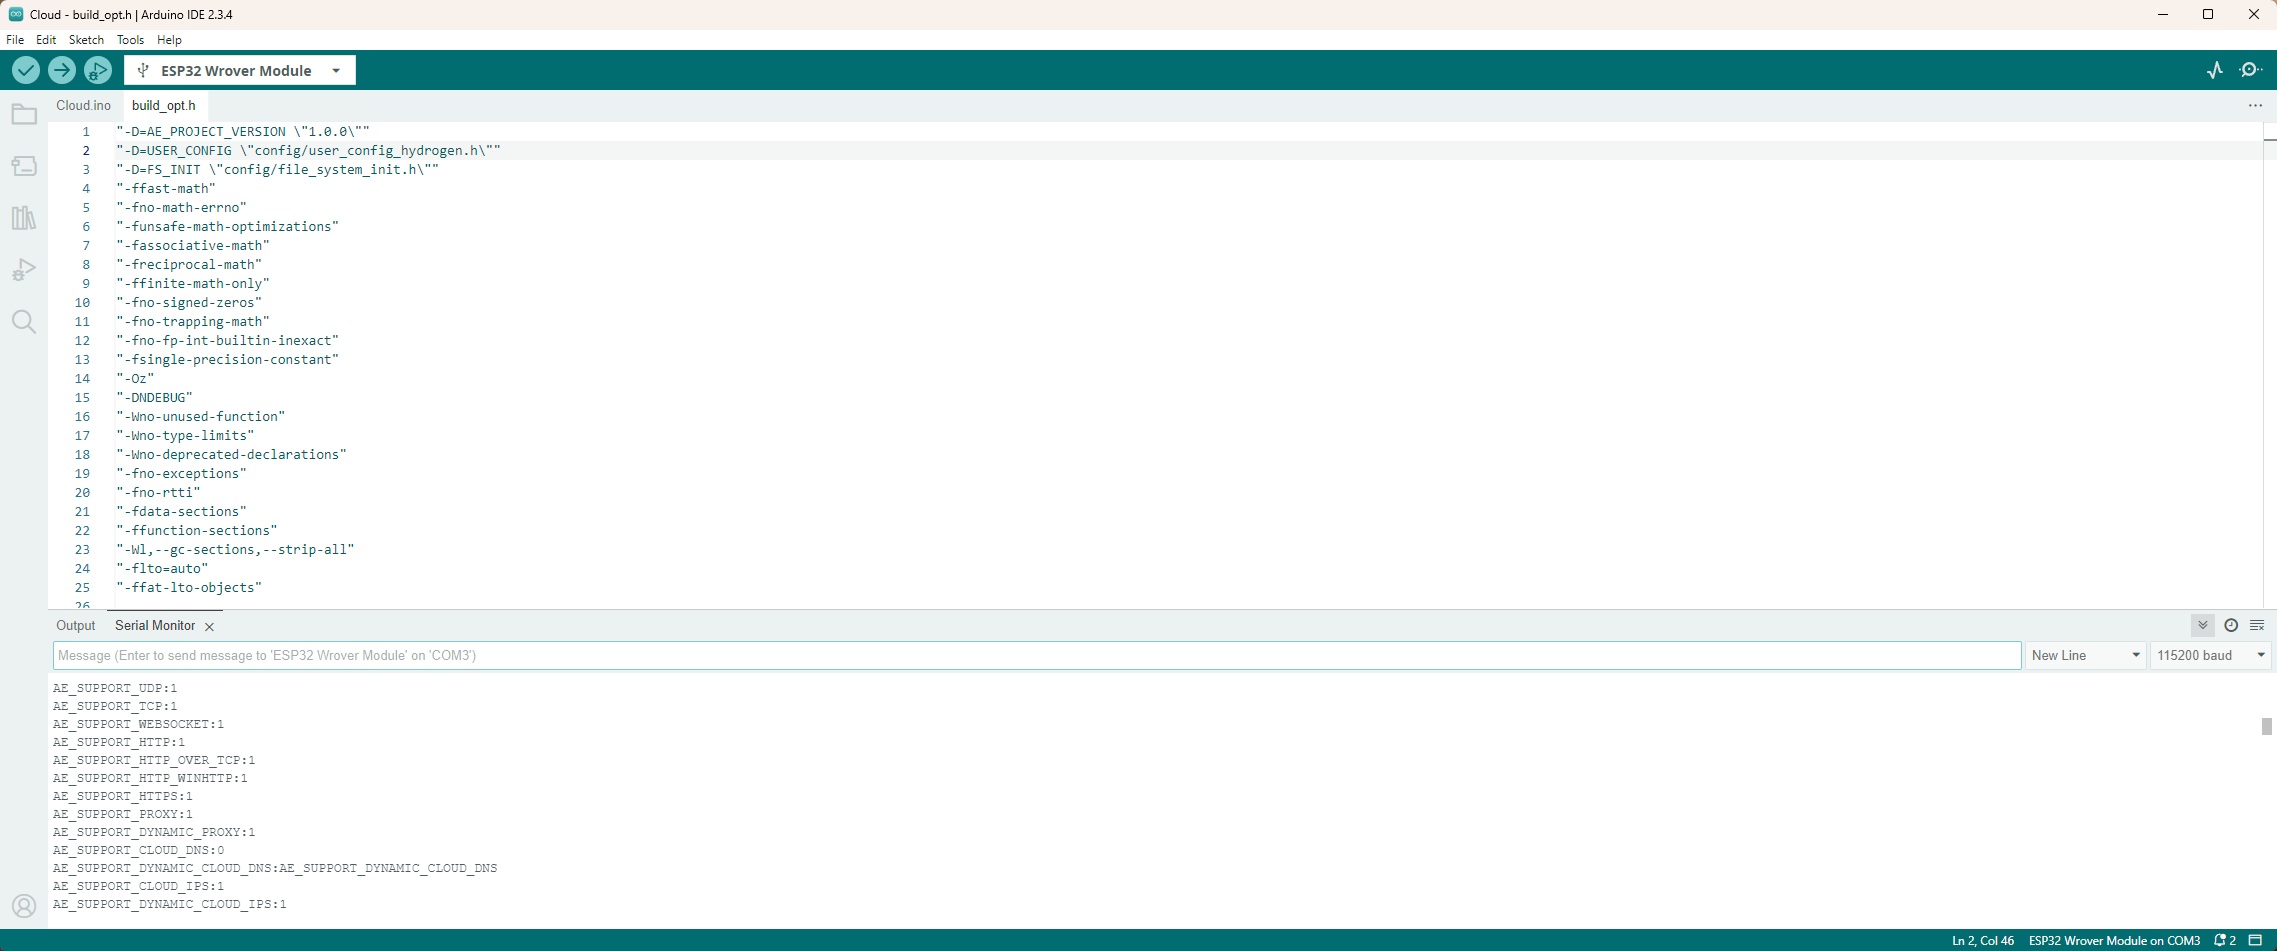 Cloud - build_opt.h | Arduino IDE 2.3.4
File Edit Sketch Tools Help
ESP32 Wrover Module
Cloud.ino build_opt.h
1 "-D=AE_PROJECT_VERSION \"1.0.0\""
2 "-D=USER_CONFIG \"config/user_config_hydrogen.h\""
3 "-D=FS_INIT \"config/file_system_init.h\""
4 "-ffast-math"
5 "-fno-math-errno"
6 "-funsafe-math-optimizations"
7 "-fassociative-math"
8 "-freciprocal-math"
9 "-ffinite-math-only"
10 "-fno-signed-zeros"
11 "-fno-trapping-math"
12 "-fno-fp-int-builtin-inexact"
13 "-fsingle-precision-constant"
14 "-Oz"
15 "-DNDEBUG"
16 "-Wno-unused-function"
17 "-Wno-type-limits"
18 "-Wno-deprecated-declarations"
19 "-fno-exceptions"
20 "-fno-rtti"
21 "-fdata-sections"
22 "-ffunction-sections"
23 "-Wl,--gc-sections,--strip-all"
24 "-flto=auto"
25 "-ffat-lto-objects"
26
Output Serial Monitor
Message (Enter to send message to 'ESP32 Wrover Module' on 'COM3') New Line 115200 baud
AE_SUPPORT_UDP:1
AE_SUPPORT_TCP:1
AE_SUPPORT_WEBSOCKET:1
AE_SUPPORT_HTTP:1
AE_SUPPORT_HTTP_OVER_TCP:1
AE_SUPPORT_HTTP_WINHTTP:1
AE_SUPPORT_HTTPS:1
AE_SUPPORT_PROXY:1
AE_SUPPORT_DYNAMIC_PROXY:1
AE_SUPPORT_CLOUD_DNS:0
AE_SUPPORT_DYNAMIC_CLOUD_DNS:AE_SUPPORT_DYNAMIC_CLOUD_DNS
AE_SUPPORT_CLOUD_IPS:1
AE_SUPPORT_DYNAMIC_CLOUD_IPS:1
Ln 2, Col 46 ESP32 Wrover Module on COM3 2